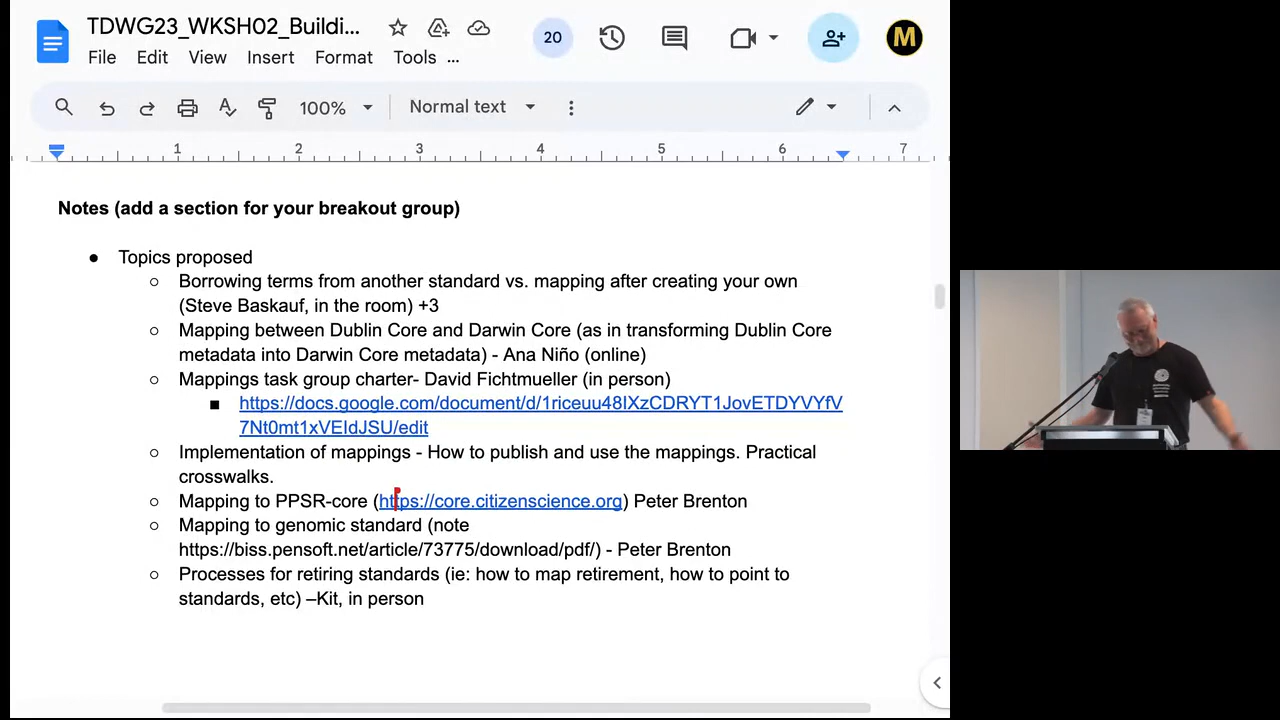 TDWG23_WKSH02_Buildi...
20
M
File Edit View Insert Format Tools ...
100% Normal text
1 2 3 4 5 6 7
Notes (add a section for your breakout group)
● Topics proposed
○ Borrowing terms from another standard vs. mapping after creating your own
(Steve Baskauf, in the room) +3
○ Mapping between Dublin Core and Darwin Core (as in transforming Dublin Core
metadata into Darwin Core metadata) - Ana Niño (online)
○ Mappings task group charter- David Fichtmueller (in person)
■ https://docs.google.com/document/d/1riceuu48IXzCDRYT1JovETDYVYfV
7Nt0mt1xVEIdJSU/edit
○ Implementation of mappings - How to publish and use the mappings. Practical
crosswalks.
○ Mapping to PPSR-core (https://core.citizenscience.org) Peter Brenton
○ Mapping to genomic standard (note
https://biss.pensoft.net/article/73775/download/pdf/) - Peter Brenton
○ Processes for retiring standards (ie: how to map retirement, how to point to
standards, etc) –Kit, in person